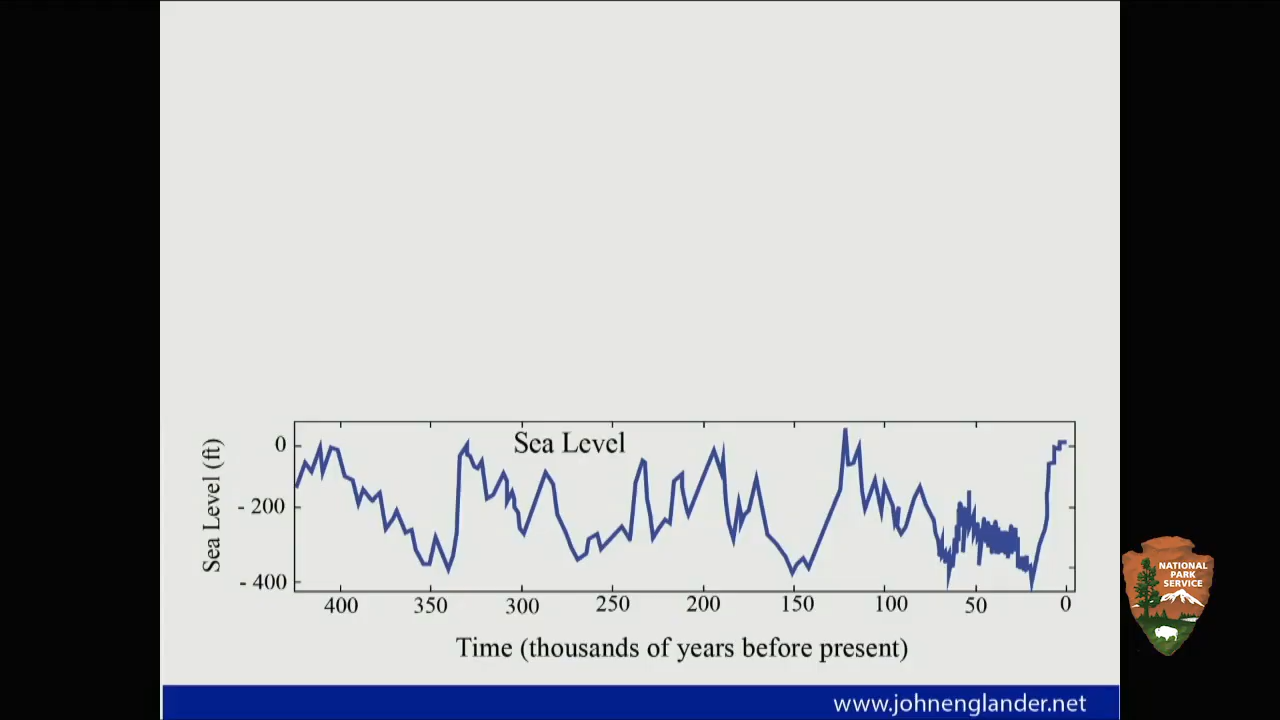 Sea Level
Sea Level (ft)
0
- 200
- 400
400 350 300 250 200 150 100 50 0
Time (thousands of years before present)
NATIONAL
PARK
SERVICE
www.johnenglander.net